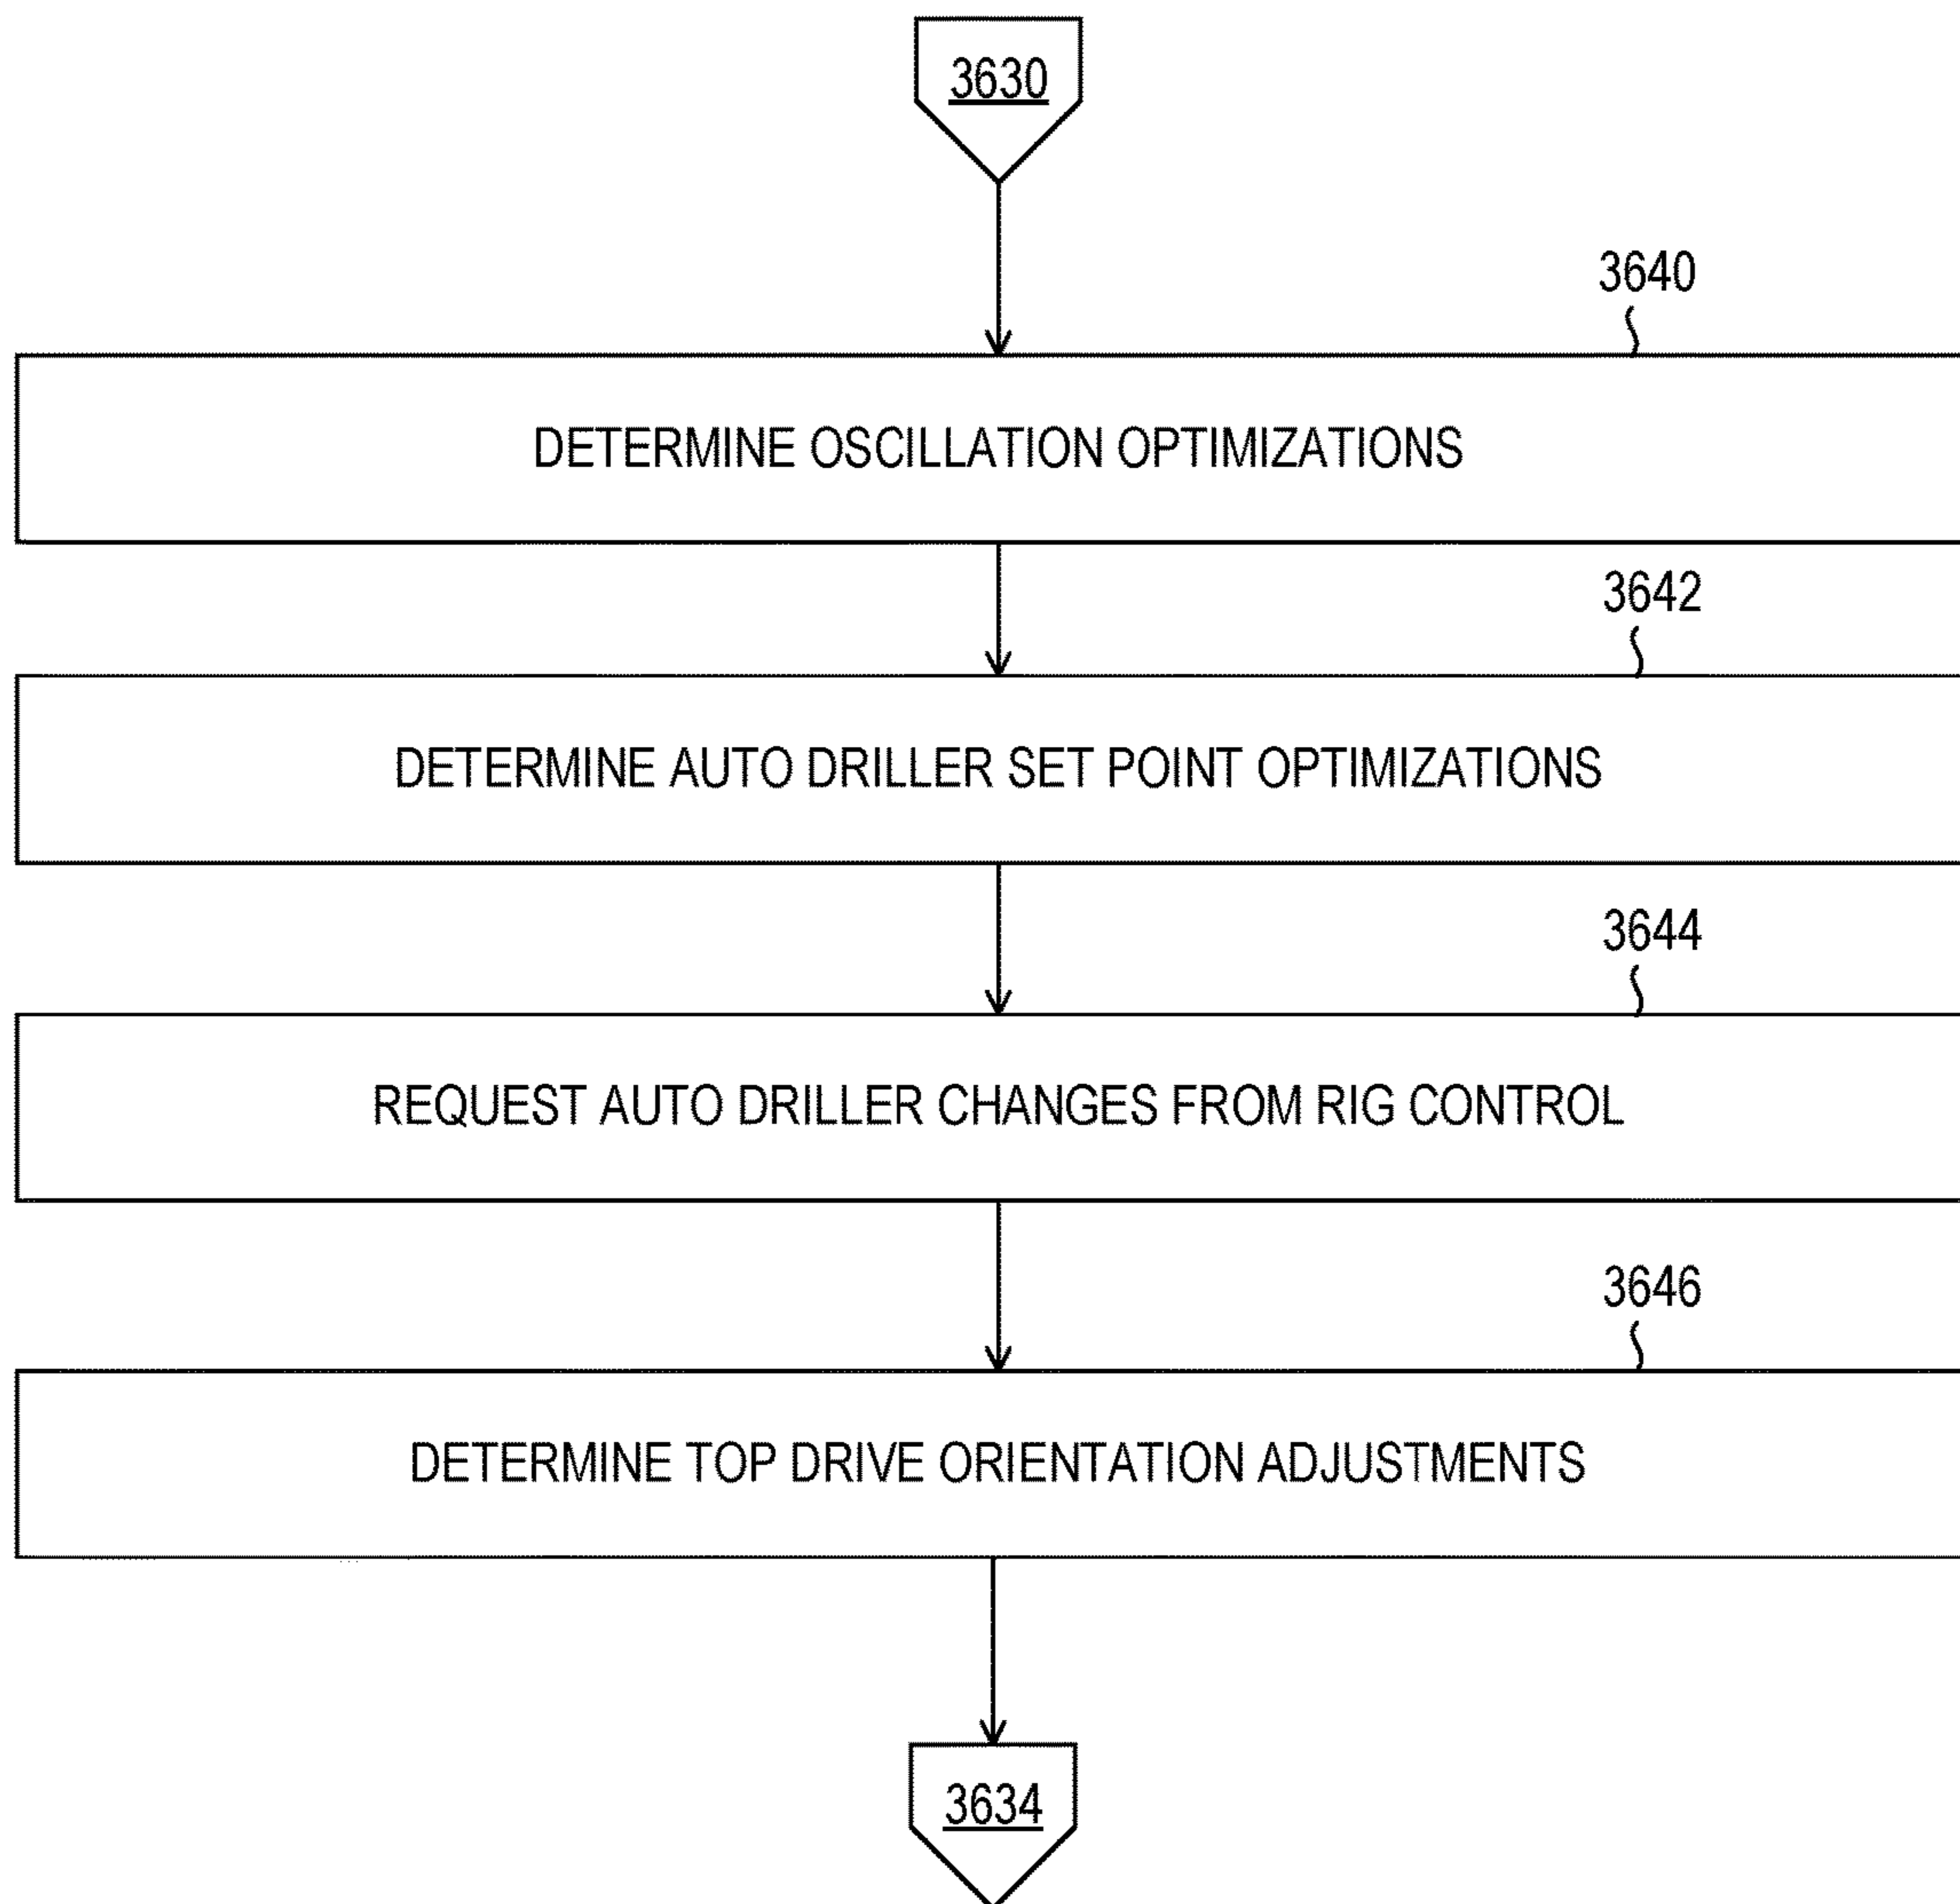 3630
3640
DETERMINE OSCILLATION OPTIMIZATIONS
3642
DETERMINE AUTO DRILLER SET POINT OPTIMIZATIONS
3644
REQUEST AUTO DRILLER CHANGES FROM RIG CONTROL
3646
DETERMINE TOP DRIVE ORIENTATION ADJUSTMENTS
3634